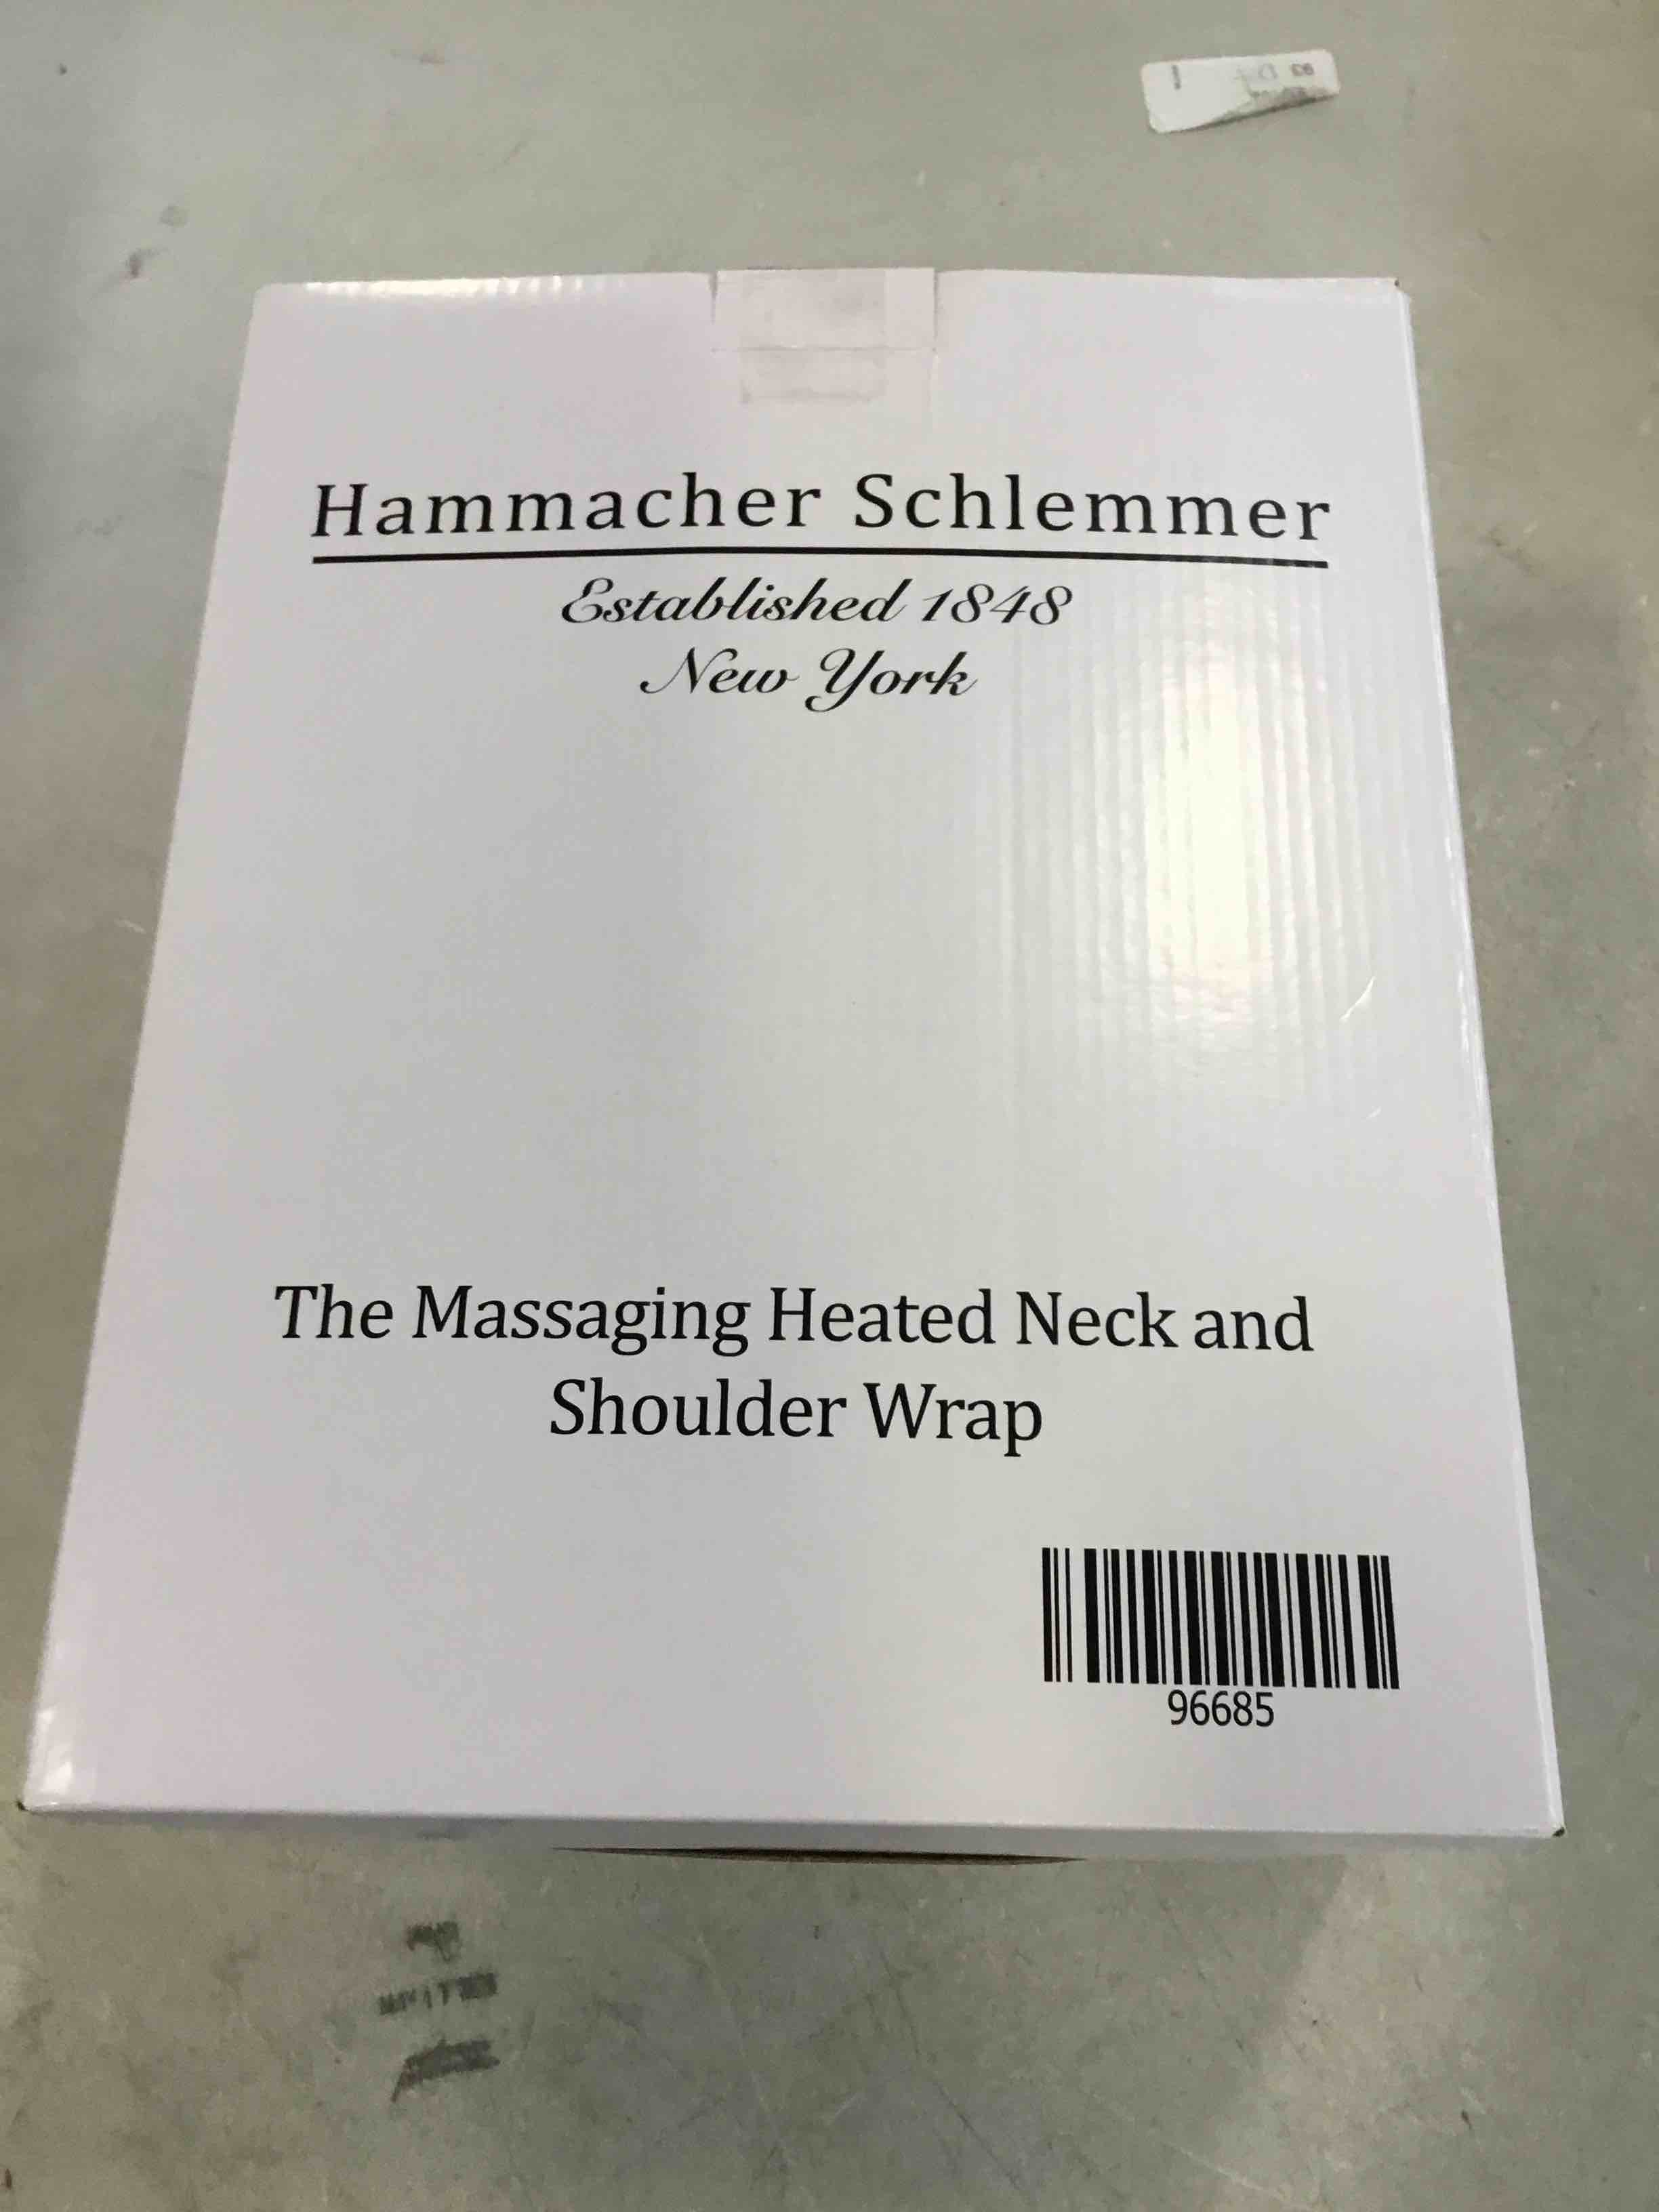 Hammacher Schlemmer
Established 1848
New York
The Massaging Heated Neck and
Shoulder Wrap
96685